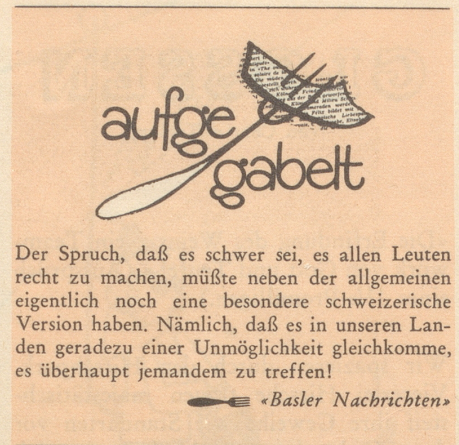 aufge
gabelt
Der Spruch, daß es schwer sei, es allen Leuten
recht zu machen, müßte neben der allgemeinen
eigentlich noch eine besondere schweizerische
Version haben. Nämlich, daß es in unseren Lan-
den geradezu einer Unmöglichkeit gleichkomme,
es überhaupt jemandem zu treffen!
«Basler Nachrichten»